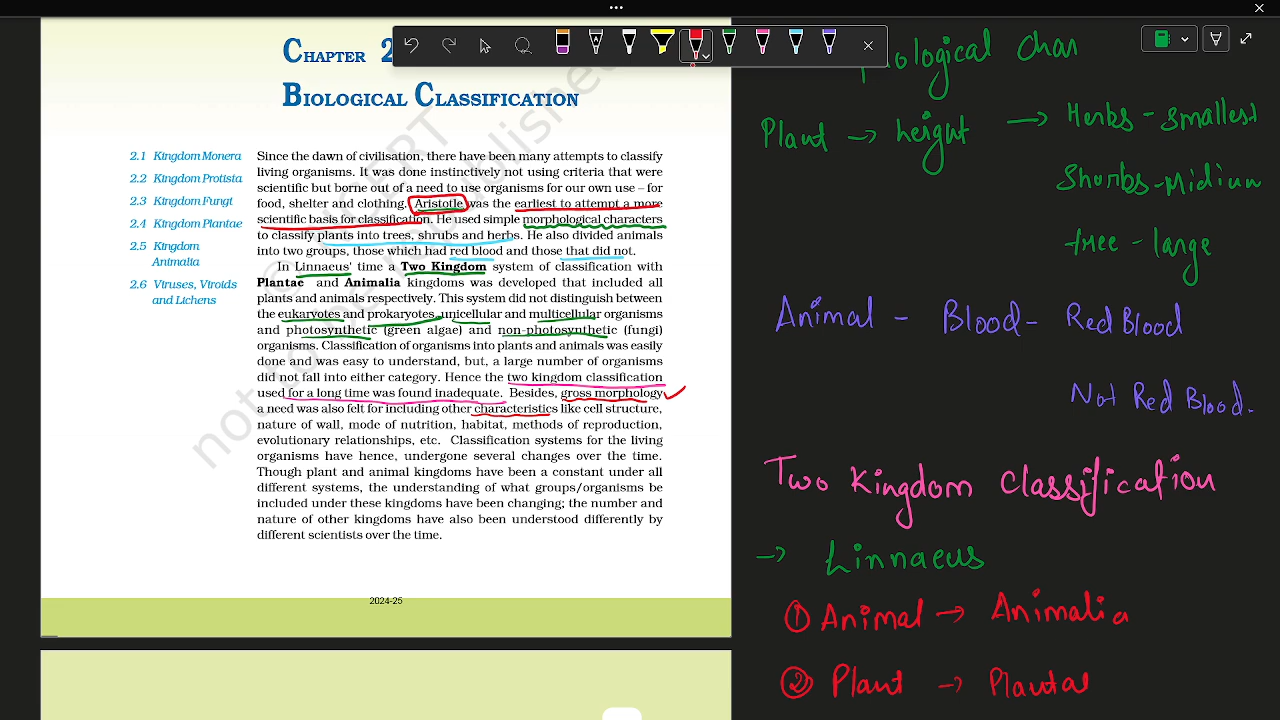 CHAPTER 2
BIOLOGICAL CLASSIFICATION
2.1 Kingdom Monera
2.2 Kingdom Protista
2.3 Kingdom Fungi
2.4 Kingdom Plantae
2.5 Kingdom
Animalia
2.6 Viruses, Viroids
and Lichens
Since the dawn of civilisation, there have been many attempts to classify
living organisms. It was done instinctively not using criteria that were
scientific but borne out of a need to use organisms for our own use – for
food, shelter and clothing. Aristotle was the earliest to attempt a more
scientific basis for classification. He used simple morphological characters
to classify plants into trees, shrubs and herbs. He also divided animals
into two groups, those which had red blood and those that did not.
In Linnaeus' time a Two Kingdom system of classification with
Plantae and Animalia kingdoms was developed that included all
plants and animals respectively. This system did not distinguish between
the eukaryotes and prokaryotes, unicellular and multicellular organisms
and photosynthetic (green algae) and non-photosynthetic (fungi)
organisms. Classification of organisms into plants and animals was easily
done and was easy to understand, but, a large number of organisms
did not fall into either category. Hence the two kingdom classification
used for a long time was found inadequate. Besides, gross morphology
a need was also felt for including other characteristics like cell structure,
nature of wall, mode of nutrition, habitat, methods of reproduction,
evolutionary relationships, etc. Classification systems for the living
organisms have hence, undergone several changes over the time.
Though plant and animal kingdoms have been a constant under all
different systems, the understanding of what groups/organisms be
included under these kingdoms have been changing; the number and
nature of other kingdoms have also been understood differently by
different scientists over the time.
2024-25
not to be republished
Char
Plant → height → Herbs - smallest
Shurbs - Midium
tree - large
Animal - Blood - Red Blood
Not Red Blood.
Two Kingdom Classification
→ Linnaeus
① Animal → Animalia
② Plant → Plantae